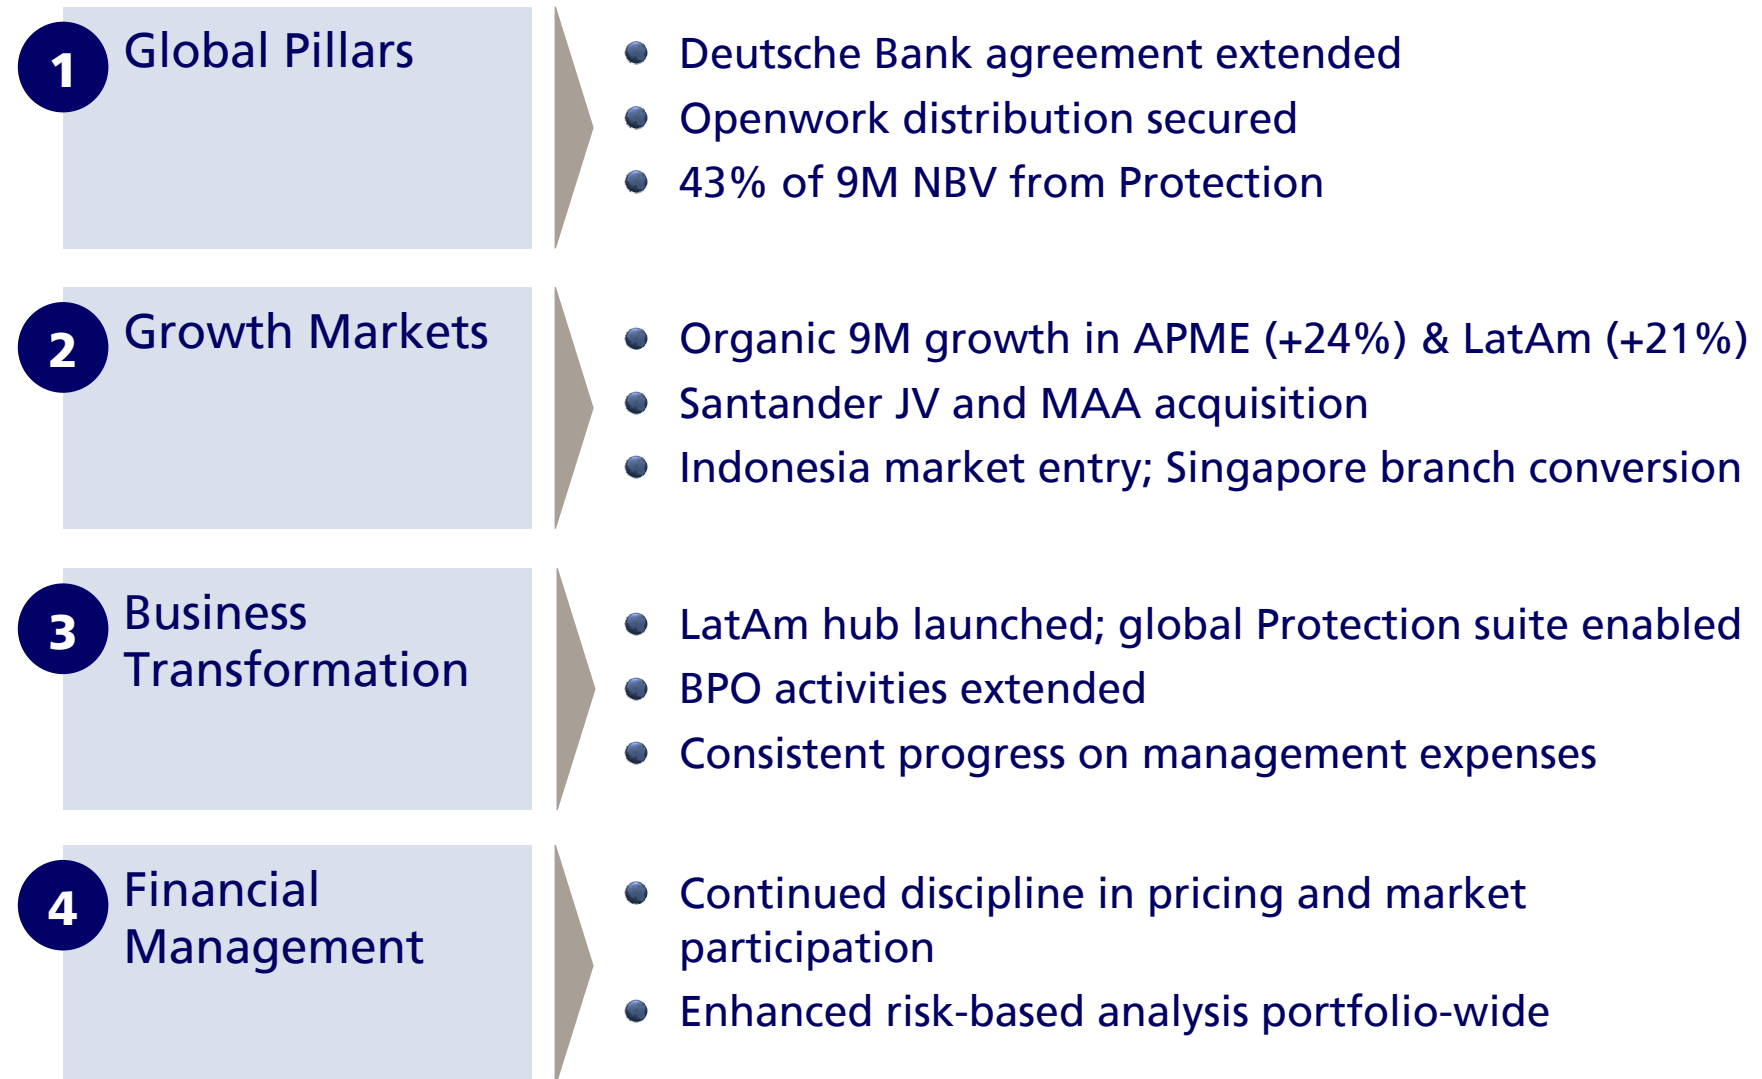 1 Global Pillars
Deutsche Bank agreement extended
Openwork distribution secured
43% of 9M NBV from Protection
2 Growth Markets
Organic 9M growth in APME (+24%) & LatAm (+21%)
Santander JV and MAA acquisition
Indonesia market entry; Singapore branch conversion
3 Business
Transformation
LatAm hub launched; global Protection suite enabled
BPO activities extended
Consistent progress on management expenses
4 Financial
Management
Continued discipline in pricing and market
participation
Enhanced risk-based analysis portfolio-wide